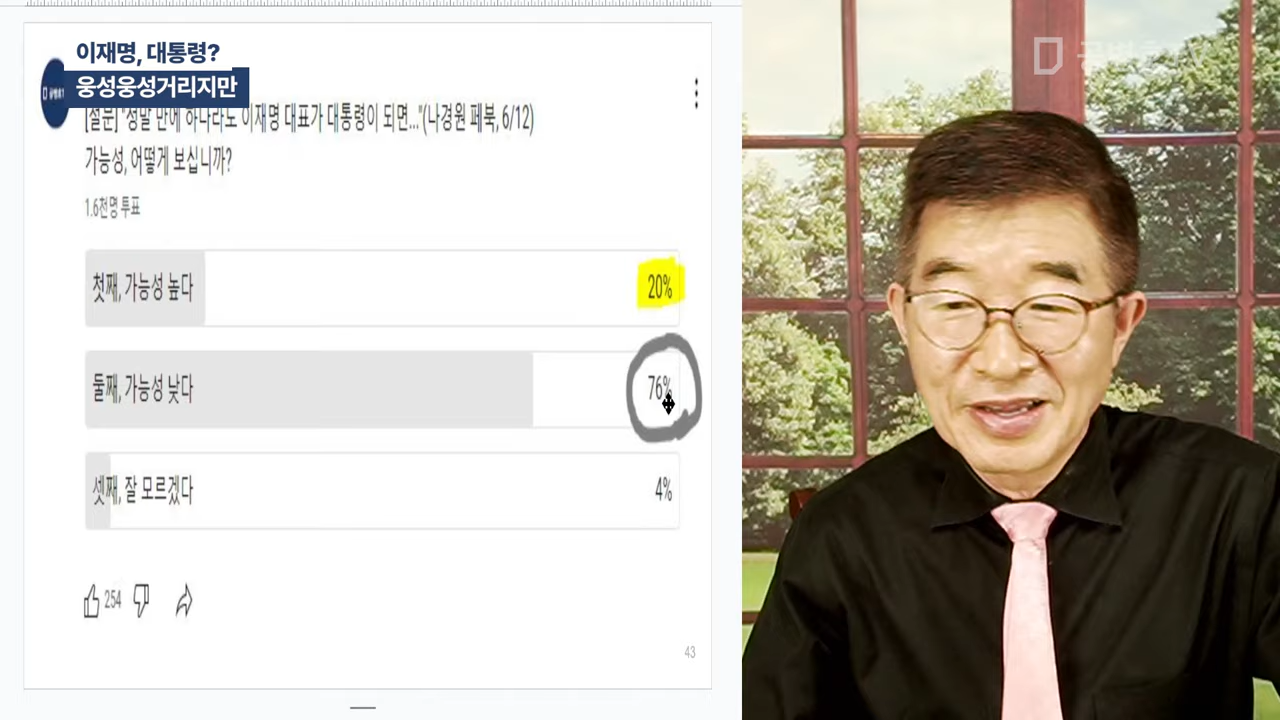 이재명, 대통령?
웅성웅성거리지만
[설문] "정말 만에 하나라도 이재명 대표가 대통령이 되면..."(나경원 페북, 6/12)
가능성, 어떻게 보십니까?
1.6천명 투표
첫째, 가능성 높다
20%
둘째, 가능성 낮다
76%
셋째, 잘 모르겠다
4%
254
43